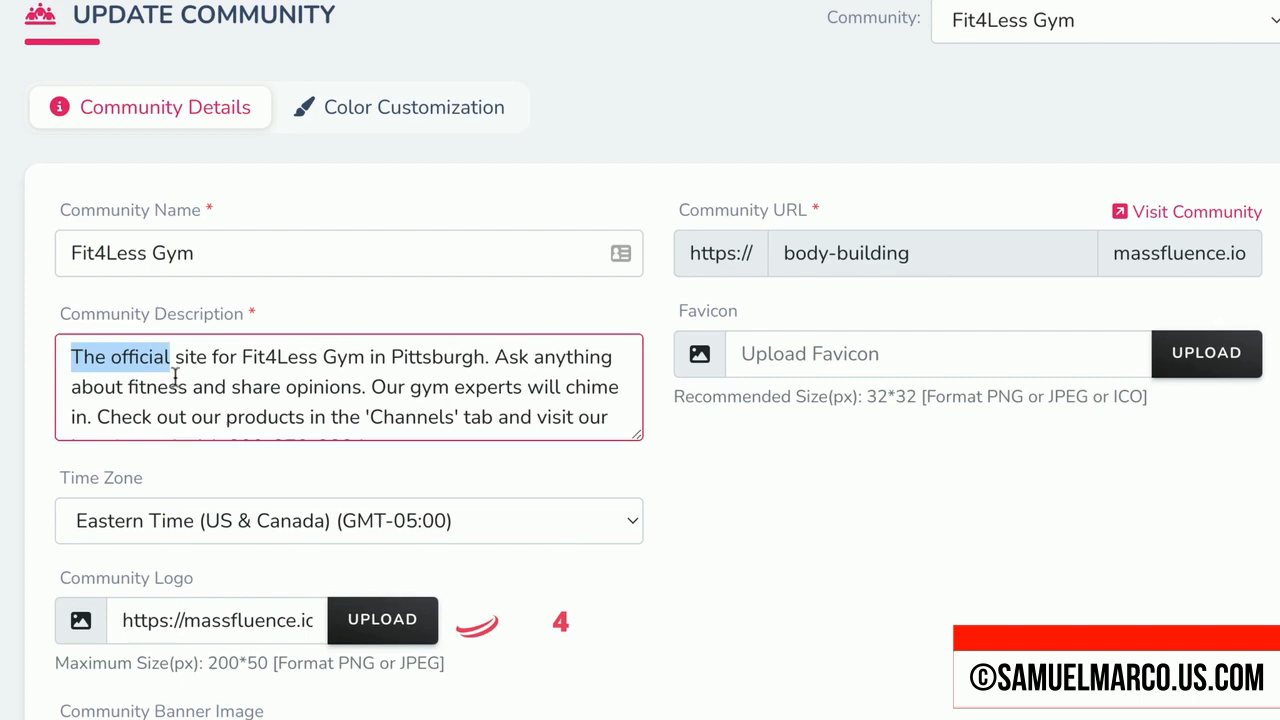 UPDATE COMMUNITY
Community:
Fit4Less Gym
Community Details
Color Customization
Community Name *
Fit4Less Gym
Community URL *
Visit Community
https://
body-building
massfluence.io
Community Description *
The official site for Fit4Less Gym in Pittsburgh. Ask anything
about fitness and share opinions. Our gym experts will chime
in. Check out our products in the 'Channels' tab and visit our
Favicon
Upload Favicon
UPLOAD
Recommended Size(px): 32*32 [Format PNG or JPEG or ICO]
Time Zone
Eastern Time (US & Canada) (GMT-05:00)
Community Logo
https://massfluence.io
UPLOAD
4
Maximum Size(px): 200*50 [Format PNG or JPEG]
Community Banner Image
©SAMUELMARCO.US.COM